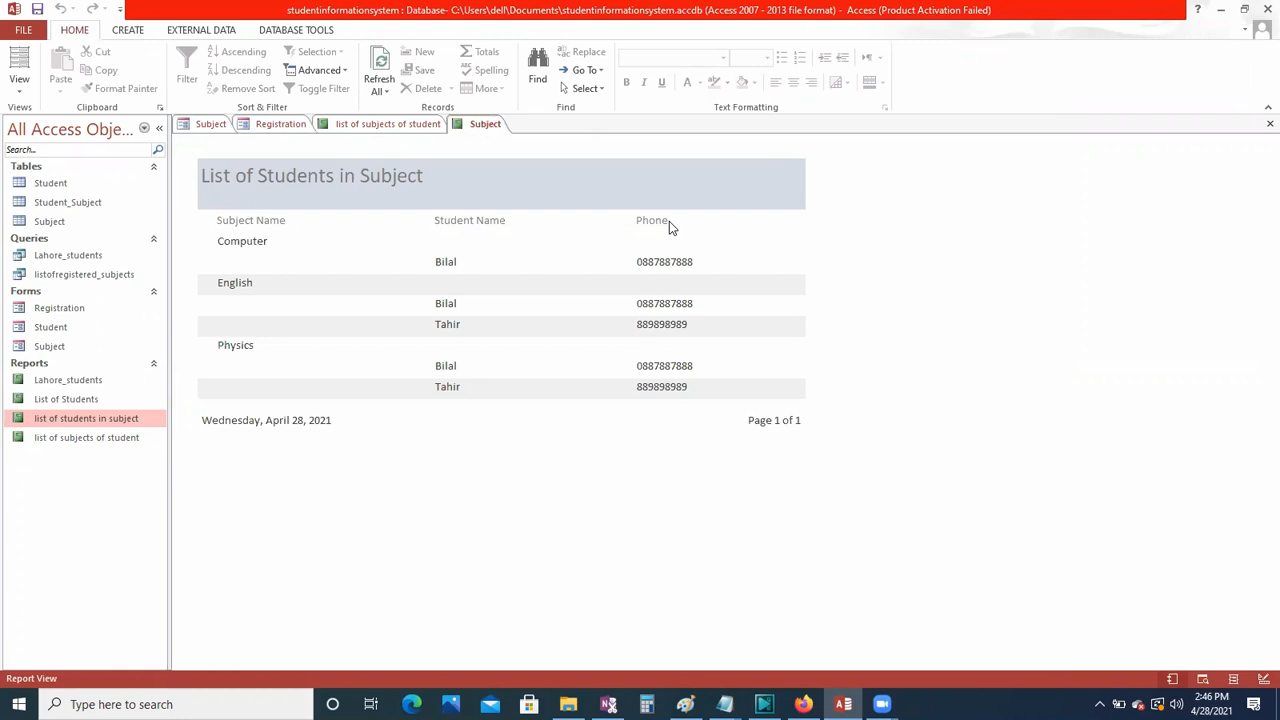 studentinformationsystem : Database- C:\Users\dell\Documents\studentinformationsystem.accdb (Access 2007 - 2013 file format) - Access (Product Activation Failed)
FILE HOME CREATE EXTERNAL DATA DATABASE TOOLS
View
Views
Paste
Cut
Copy
Format Painter
Clipboard
Filter
Ascending
Descending
Remove Sort
Selection
Advanced
Toggle Filter
Sort & Filter
Refresh
All
New
Save
Delete
Totals
Spelling
More
Records
Find
Replace
Go To
Select
Find
B I U A
Text Formatting
All Access Obje...
Search...
Tables
Student
Student_Subject
Subject
Queries
Lahore_students
listofregistered_subjects
Forms
Registration
Student
Subject
Reports
Lahore_students
List of Students
list of students in subject
list of subjects of student
Subject Registration list of subjects of student Subject
List of Students in Subject
Subject Name Student Name Phone
Computer
Bilal 0887887888
English
Bilal 0887887888
Tahir 889898989
Physics
Bilal 0887887888
Tahir 889898989
Wednesday, April 28, 2021 Page 1 of 1
Report View
Type here to search
2:46 PM
4/28/2021